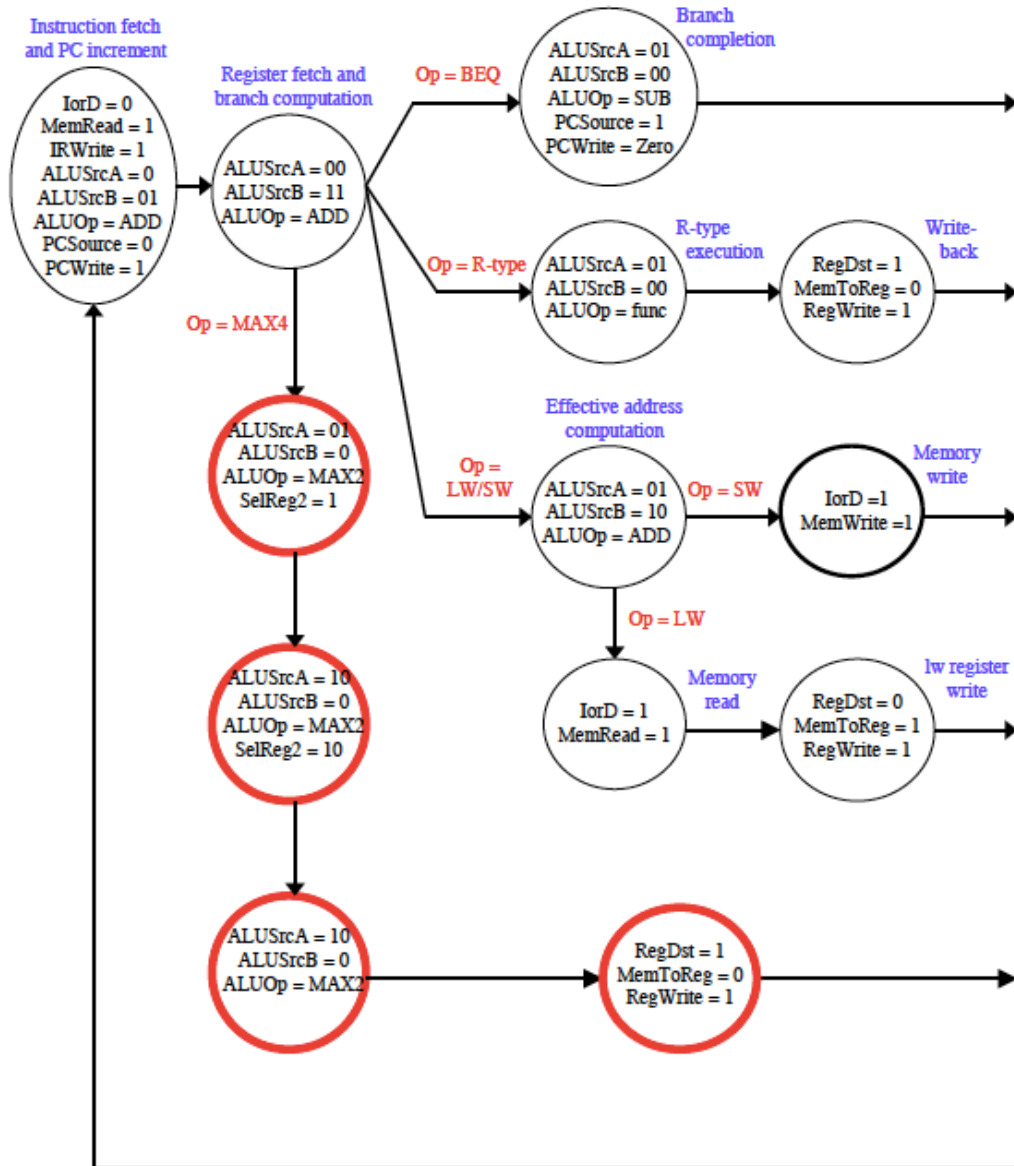 Instruction fetch
and PC increment
IorD = 0
MemRead = 1
IRWrite = 1
ALUSrcA = 0
ALUSrcB = 01
ALUOp = ADD
PCSource = 0
PCWrite = 1
Register fetch and
branch computation
ALUSrcA = 00
ALUSrcB = 11
ALUOp = ADD
Op = BEQ
Branch
completion
ALUSrcA = 01
ALUSrcB = 00
ALUOp = SUB
PCSource = 1
PCWrite = Zero
Op = R-type
R-type
execution
ALUSrcA = 01
ALUSrcB = 00
ALUOp = func
Write-
back
RegDst = 1
MemToReg = 0
RegWrite = 1
Op = MAX4
ALUSrcA = 01
ALUSrcB = 0
ALUOp = MAX2
SelReg2 = 1
Op =
LW/SW
Effective address
computation
ALUSrcA = 01
ALUSrcB = 10
ALUOp = ADD
Op = SW
Memory
write
IorD =1
MemWrite =1
Op = LW
IorD = 1
MemRead = 1
Memory
read
lw register
write
RegDst = 0
MemToReg = 1
RegWrite = 1
ALUSrcA = 10
ALUSrcB = 0
ALUOp = MAX2
SelReg2 = 10
ALUSrcA = 10
ALUSrcB = 0
ALUOp = MAX2
RegDst = 1
MemToReg = 0
RegWrite = 1